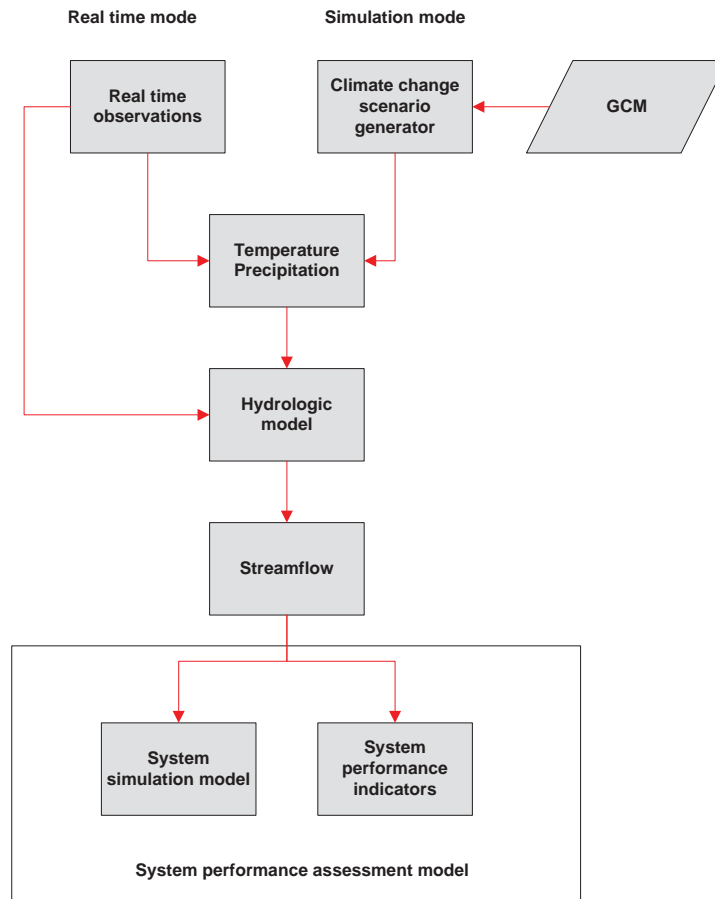 Real time mode
Simulation mode
Real time
observations
Climate change
scenario
generator
GCM
Temperature
Precipitation
Hydrologic
model
Streamflow
System
simulation model
System
performance
indicators
System performance assessment model